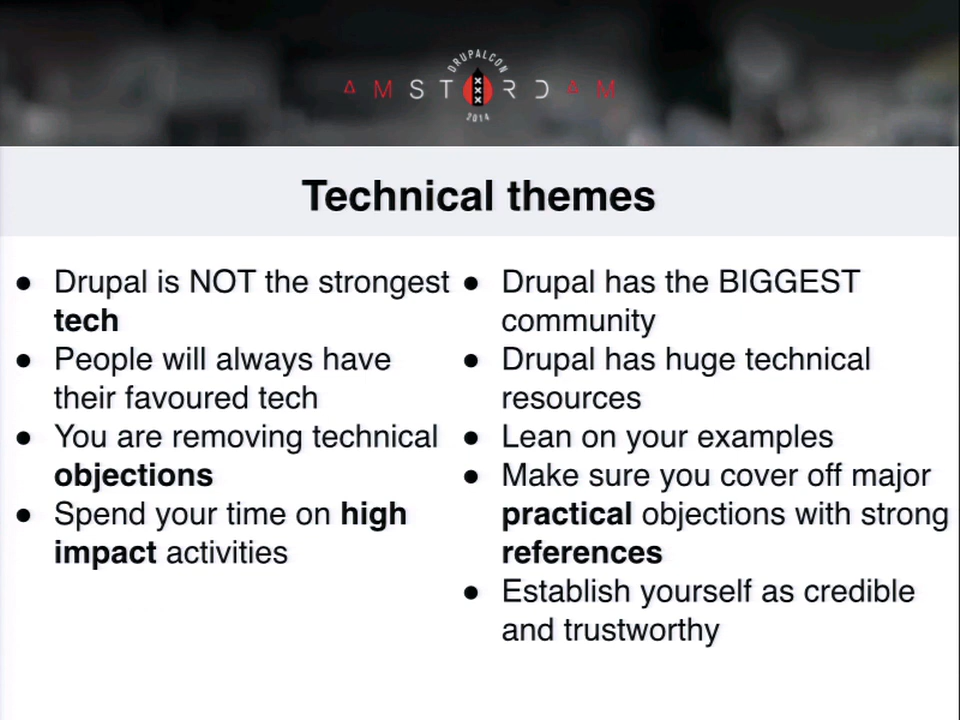 DRUPALCON
AMSTERDAM
2014
Technical themes
● Drupal is NOT the strongest
tech
● People will always have
their favoured tech
● You are removing technical
objections
● Spend your time on high
impact activities
● Drupal has the BIGGEST
community
● Drupal has huge technical
resources
● Lean on your examples
● Make sure you cover off major
practical objections with strong
references
● Establish yourself as credible
and trustworthy